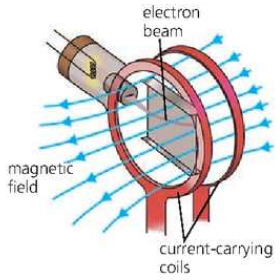 electron
beam
magnetic
field
current-carrying
coils